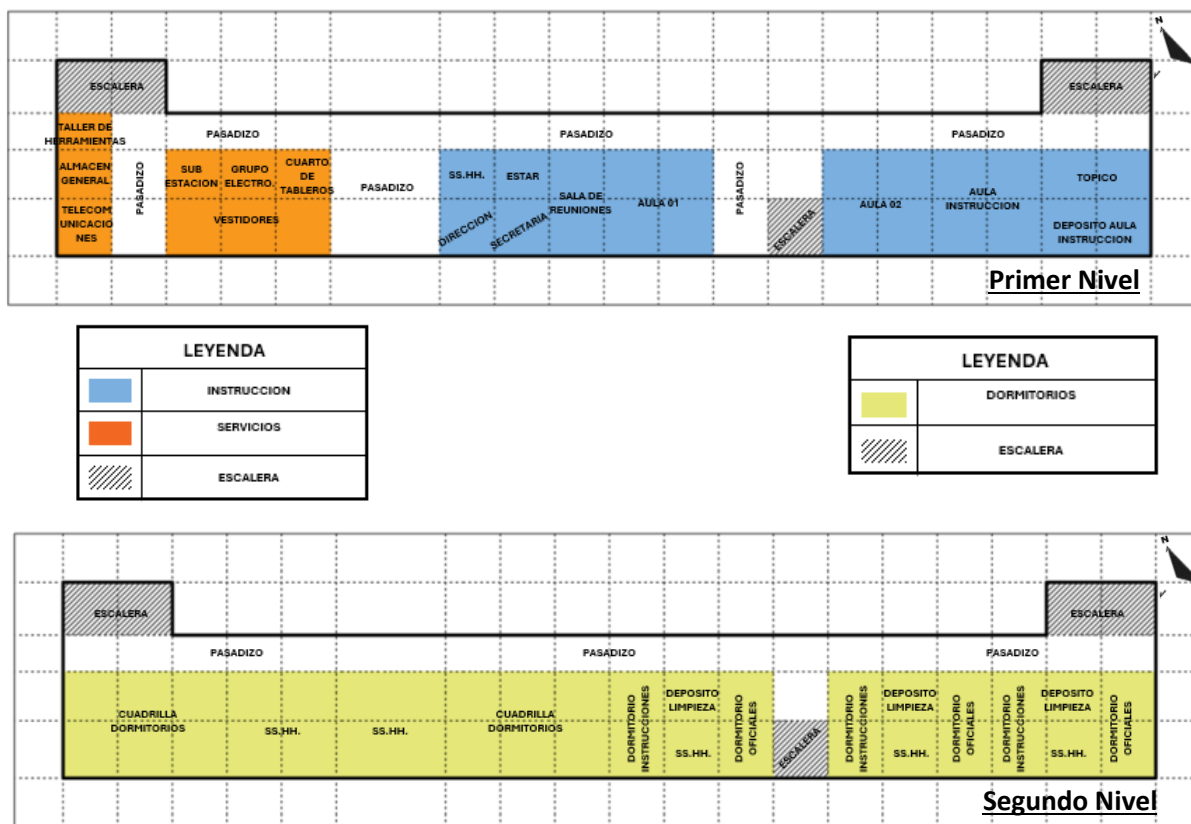 N
ESCALERA
ESCALERA
TALLER DE
HERRAMIENTAS
PASADIZO
PASADIZO
PASADIZO
ALMACEN
GENERAL
PASADIZO
SUB
ESTACION
GRUPO
ELECTRO.
CUARTO
DE
TABLEROS
PASADIZO
SS.HH.
ESTAR
SALA DE
REUNIONES
AULA 01
PASADIZO
AULA 02
AULA
INSTRUCCION
TOPICO
TELECOM
UNICACIO
NES
VESTIDORES
DIRECCION
SECRETARIA
ESCALERA
DEPOSITO AULA
INSTRUCCION
Primer Nivel
LEYENDA
INSTRUCCION
SERVICIOS
ESCALERA
LEYENDA
DORMITORIOS
ESCALERA
N
ESCALERA
ESCALERA
PASADIZO
PASADIZO
PASADIZO
CUADRILLA
DORMITORIOS
SS.HH.
SS.HH.
CUADRILLA
DORMITORIOS
DORMITORIO
INSTRUCCIONES
DEPOSITO
LIMPIEZA
SS.HH.
DORMITORIO
OFICIALES
ESCALERA
DORMITORIO
INSTRUCCIONES
DEPOSITO
LIMPIEZA
SS.HH.
DORMITORIO
OFICIALES
DORMITORIO
INSTRUCCIONES
DEPOSITO
LIMPIEZA
SS.HH.
DORMITORIO
OFICIALES
Segundo Nivel